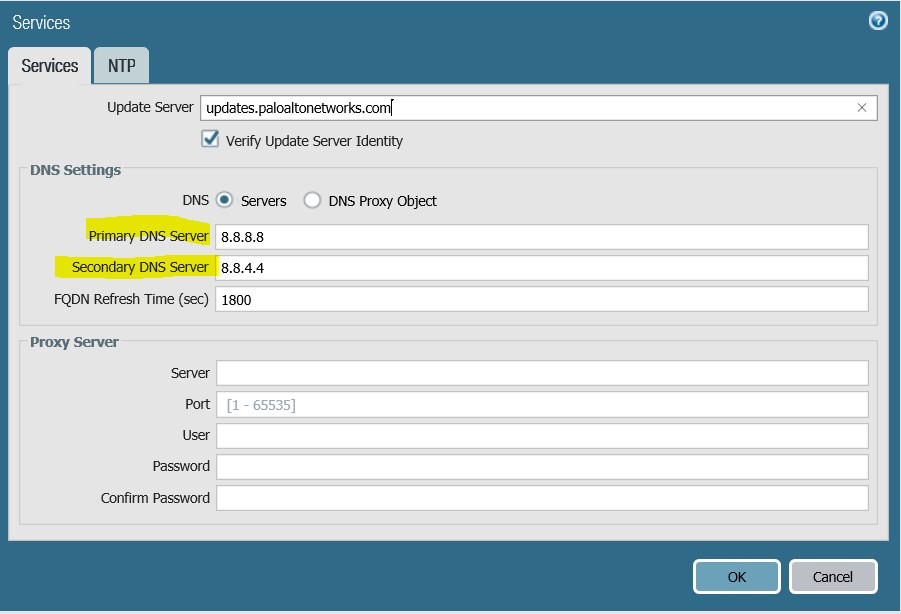 Services
Services NTP
Update Server updates.paloaltonetworks.com
Verify Update Server Identity
DNS Settings
DNS Servers DNS Proxy Object
Primary DNS Server 8.8.8.8
Secondary DNS Server 8.8.4.4
FQDN Refresh Time (sec) 1800
Proxy Server
Server
Port [1 - 65535]
User
Password
Confirm Password
OK Cancel